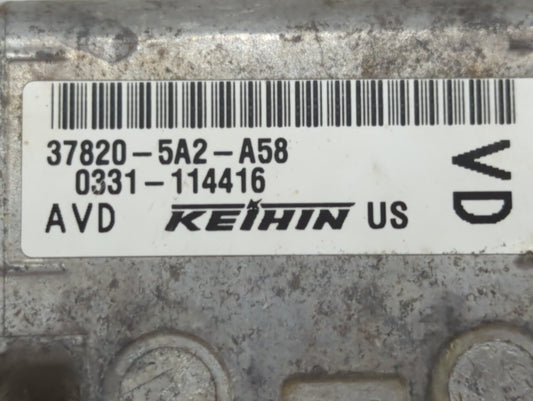 37820-5A2-A58
0331-114416
AVD KEIHIN US
VD